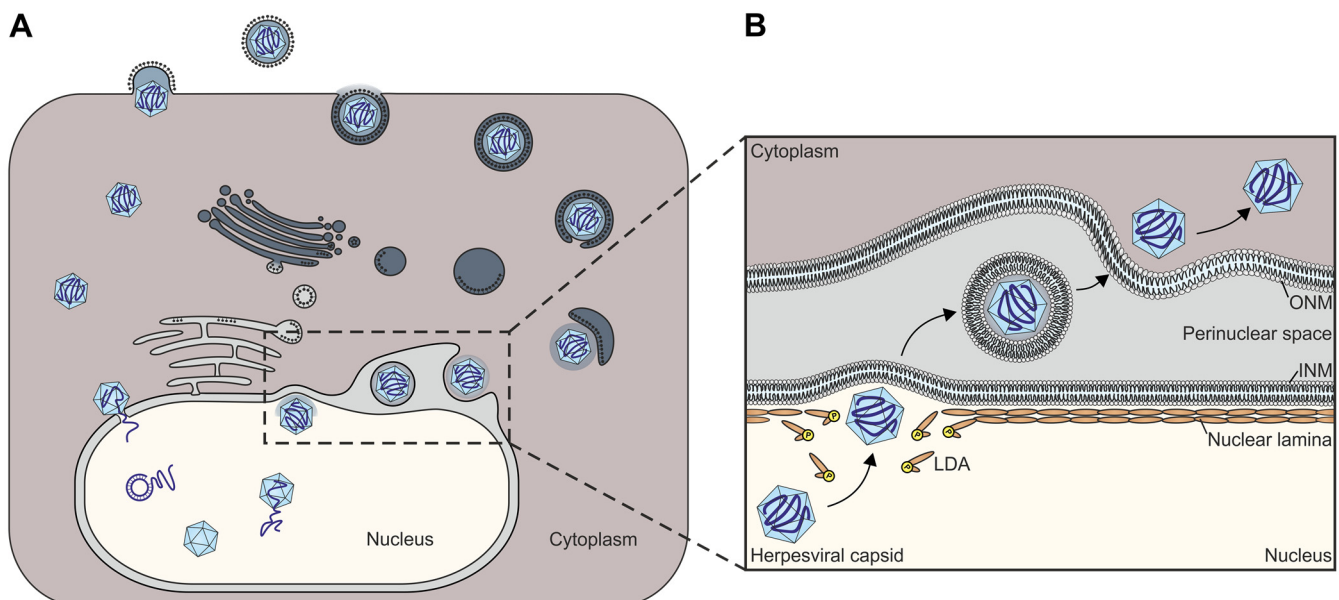 A
B
Cytoplasm
ONM
Perinuclear space
INM
P
P
P
P
Nuclear lamina
P
P
LDA
Nucleus
Cytoplasm
Herpesviral capsid
Nucleus